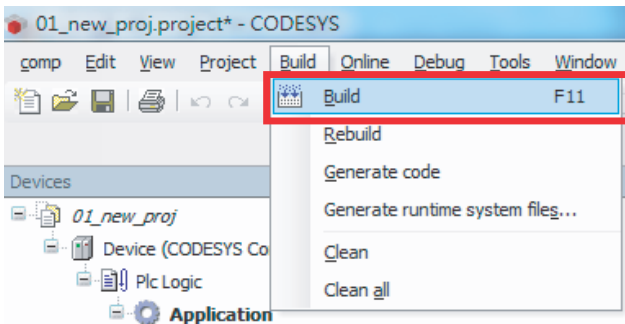 01_new_proj.project* - CODESYS
comp Edit View Project Build Online Debug Tools Window
Build F11
Rebuild
Generate code
Generate runtime system files...
Clean
Clean all
Devices
01_new_proj
Device (CODESYS Co
Plc Logic
Application